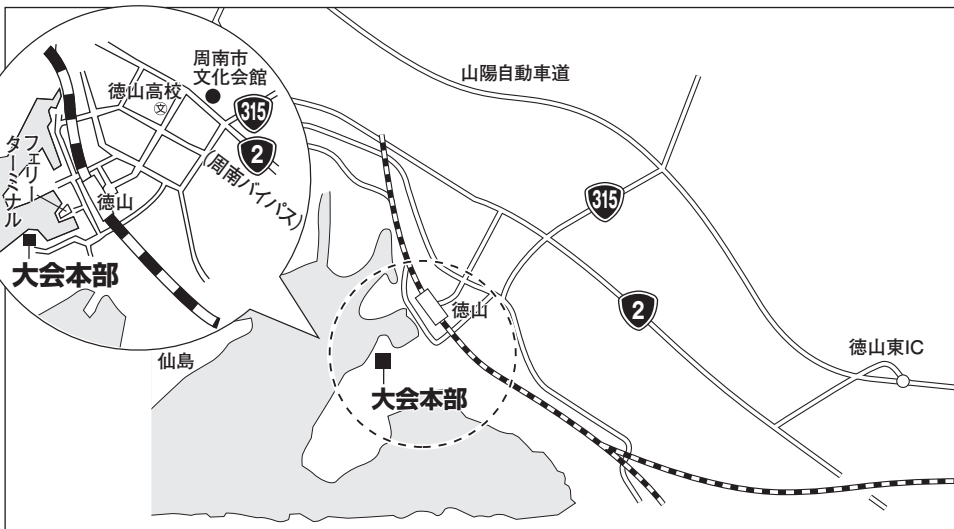 周南市
文化会館
徳山高校
文
315
2
(周南バイパス)
フェリー
ターミナル
徳山
大会本部
山陽自動車道
315
2
徳山
徳山東IC
仙島
大会本部